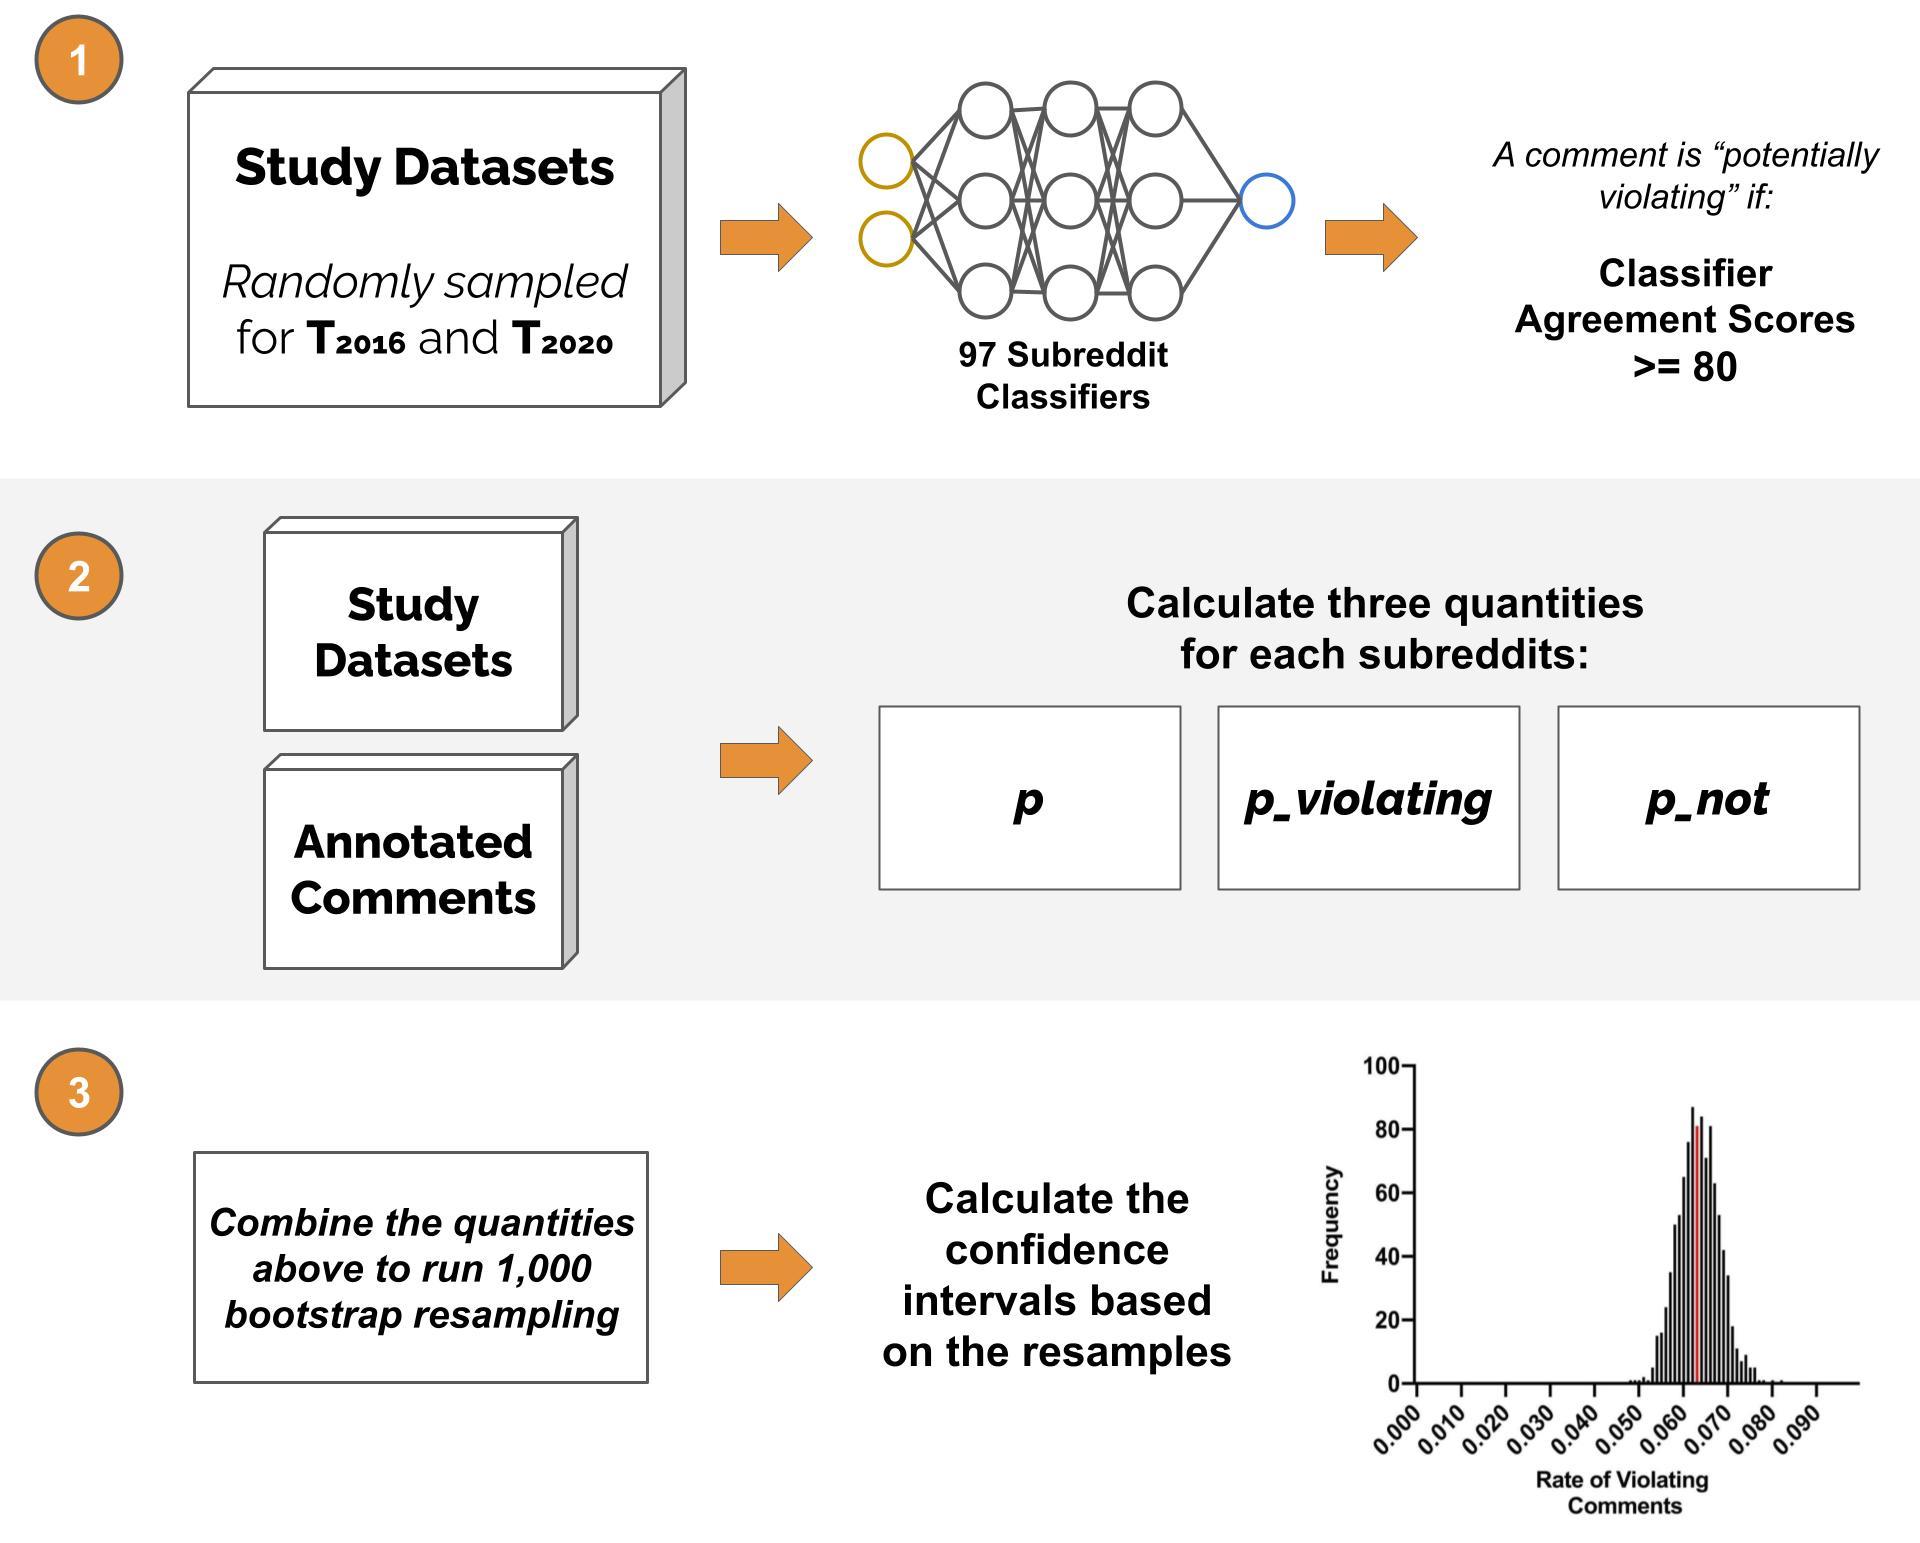 1
Study Datasets
Randomly sampled
for T2016 and T2020
97 Subreddit
Classifiers
A comment is “potentially
violating” if:
Classifier
Agreement Scores
>= 80
2
Study
Datasets
Annotated
Comments
Calculate three quantities
for each subreddits:
p
p_violating
p_not
3
Combine the quantities
above to run 1,000
bootstrap resampling
Calculate the
confidence
intervals based
on the resamples
Frequency
100
80
60
40
20
0
0.000 0.010 0.020 0.030 0.040 0.050 0.060 0.070 0.080 0.090
Rate of Violating
Comments